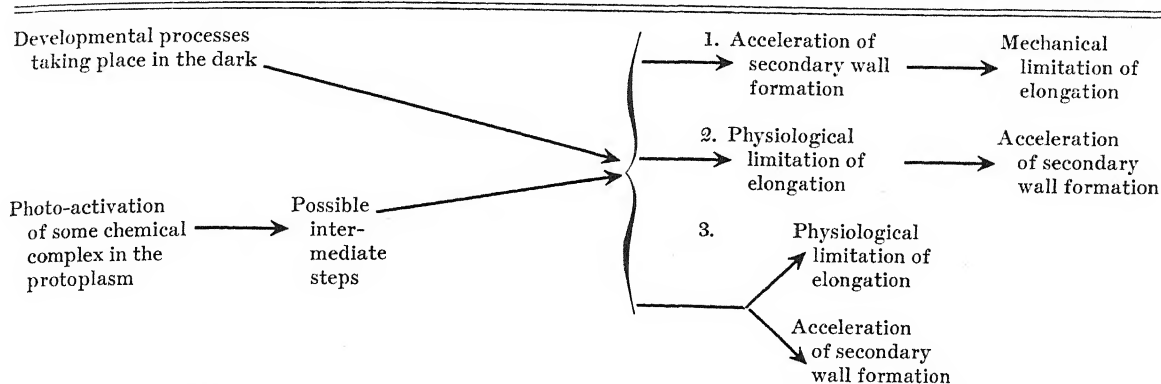 Developmental processes
taking place in the dark
Photo-activation
of some chemical
complex in the
protoplasm
Possible
inter-
mediate
steps
1. Acceleration of
secondary wall
formation
Mechanical
limitation of
elongation
2. Physiological
limitation of
elongation
Acceleration
of secondary
wall formation
3.
Physiological
limitation of
elongation
Acceleration
of secondary
wall formation